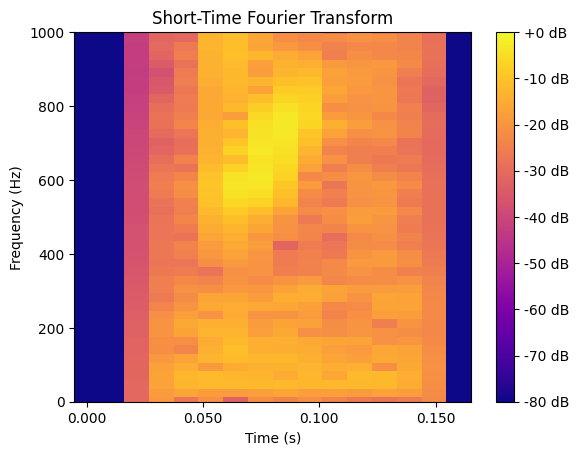 Short-Time Fourier Transform
1000
800
600
400
200
0
Frequency (Hz)
0.000
0.050
0.100
0.150
Time (s)
+0 dB
-10 dB
-20 dB
-30 dB
-40 dB
-50 dB
-60 dB
-70 dB
-80 dB